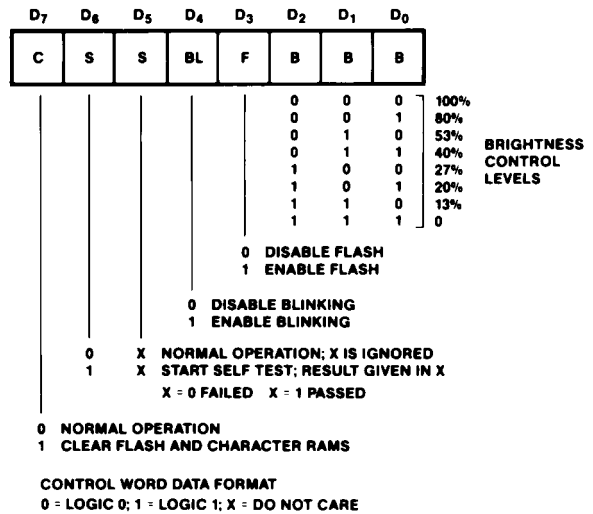 D7 D6 D5 D4 D3 D2 D1 D0
C S S BL F B B B
0 0 0 100%
0 0 1 80%
0 1 0 53%
0 1 1 40%
1 0 0 27%
1 0 1 20%
1 1 0 13%
1 1 1 0
BRIGHTNESS
CONTROL
LEVELS
0 DISABLE FLASH
1 ENABLE FLASH
0 DISABLE BLINKING
1 ENABLE BLINKING
0 X NORMAL OPERATION; X IS IGNORED
1 X START SELF TEST; RESULT GIVEN IN X
X = 0 FAILED X = 1 PASSED
0 NORMAL OPERATION
1 CLEAR FLASH AND CHARACTER RAMS
CONTROL WORD DATA FORMAT
0 = LOGIC 0; 1 = LOGIC 1; X = DO NOT CARE